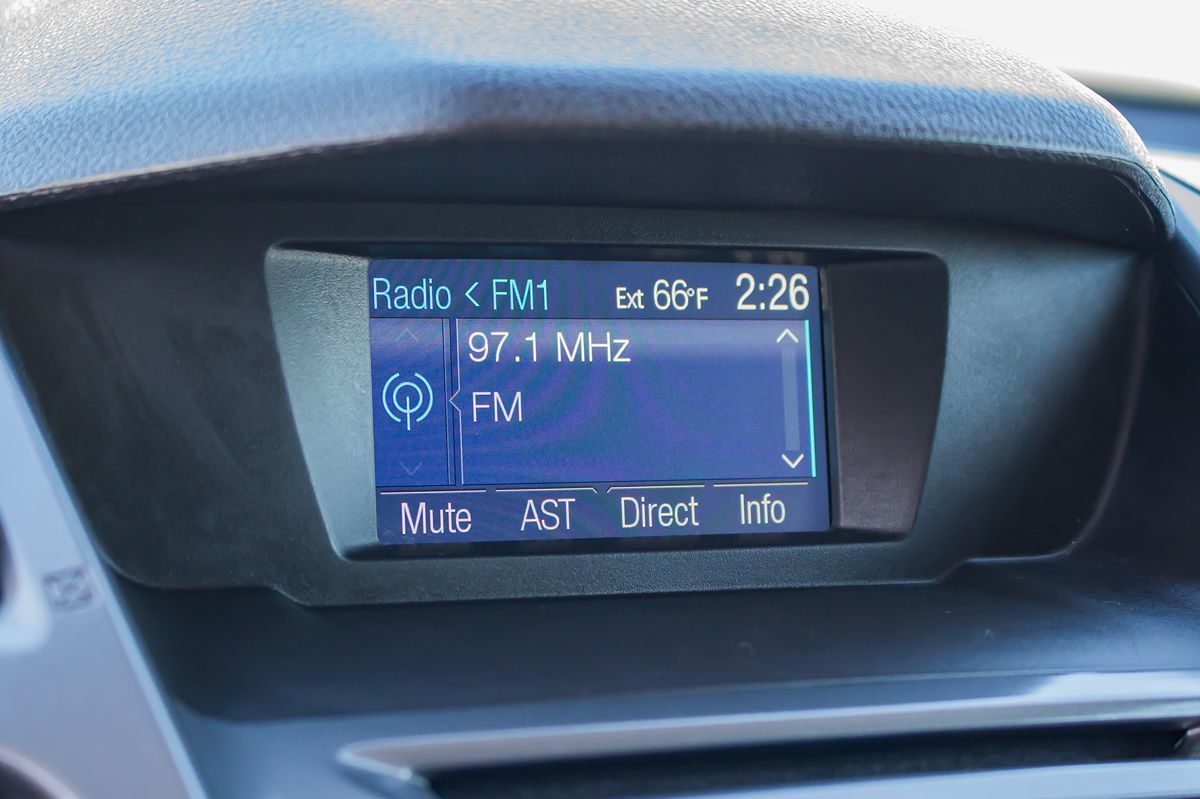 Radio < FM1 Ext 66°F 2:26
97.1 MHz
FM
Mute AST Direct Info